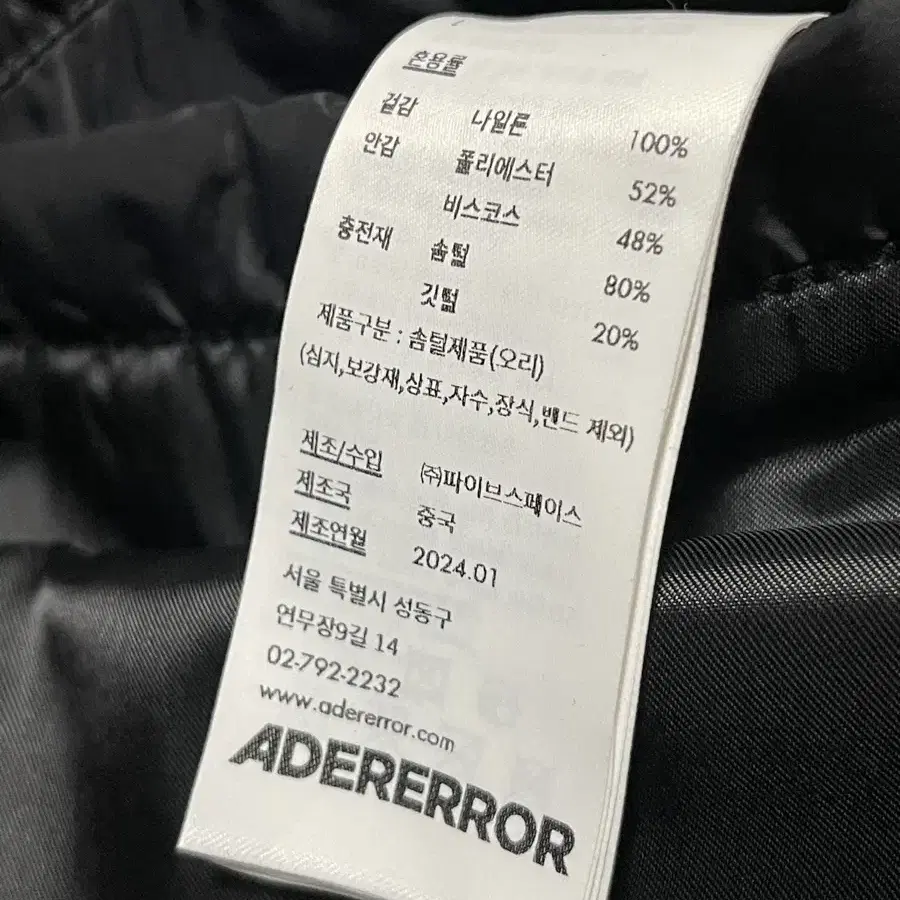 혼용률
겉감 나일론 100%
안감 폴리에스터 52%
비스코스 48%
충전재 솜털 80%
깃털 20%
제품구분 : 솜털제품(오리)
(심지,보강재,상표,자수,장식,밴드 제외)
제조/수입 ㈜파이브스페이스
제조국 중국
제조연월 2024.01
서울 특별시 성동구
연무장9길 14
02-792-2232
www.adererror.com
ADERERROR